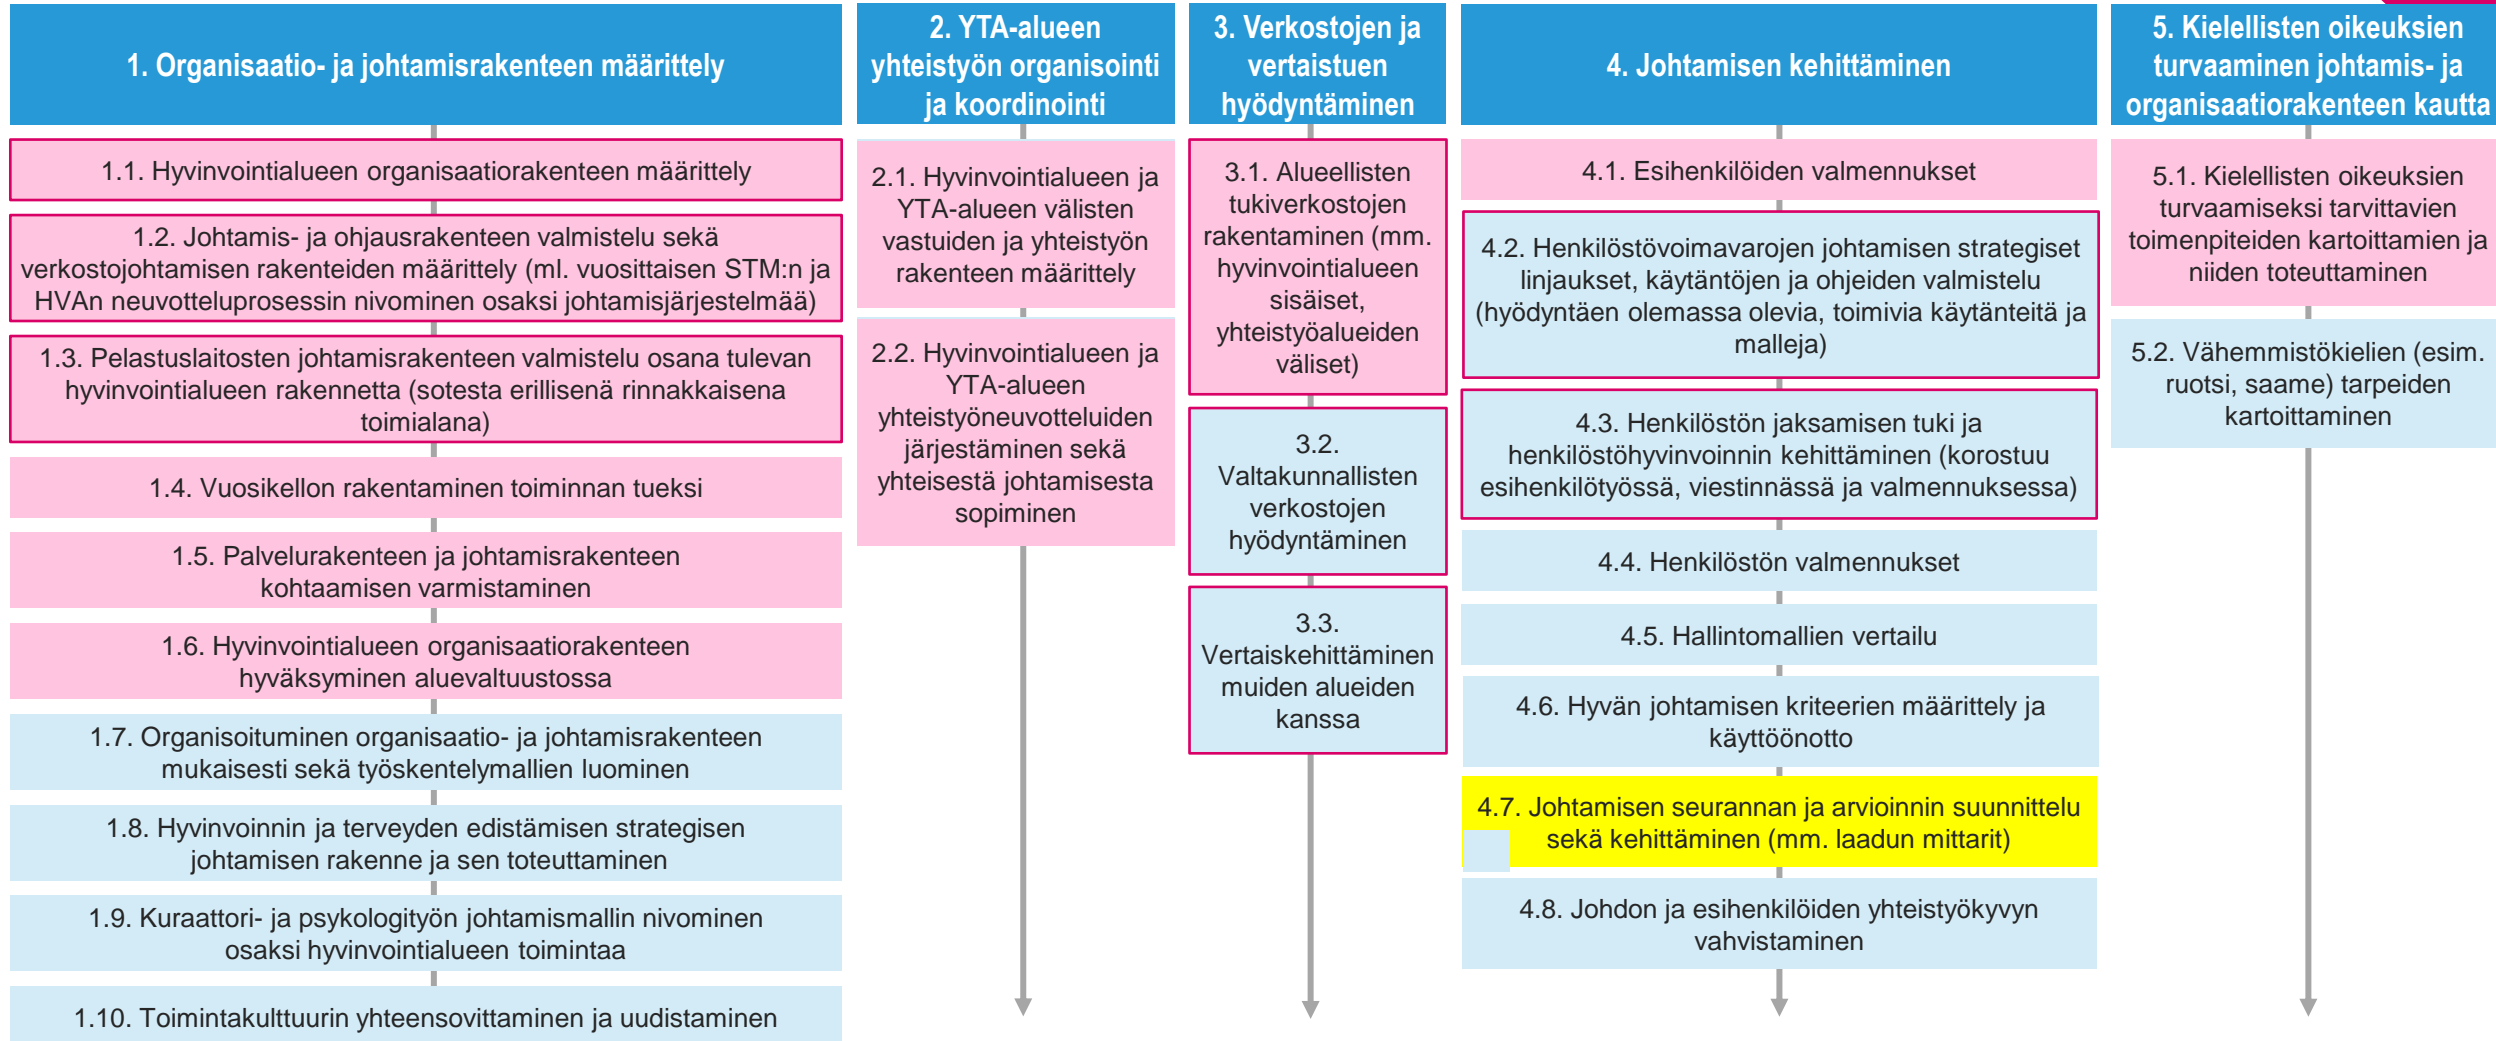 1. Organisaatio- ja johtamisrakenteen määrittely
1.1. Hyvinvointialueen organisaatiorakenteen määrittely
1.2. Johtamis- ja ohjausrakenteen valmistelu sekä
verkostojohtamisen rakenteiden määrittely (ml. vuosittaisen STM:n ja
HVAn neuvotteluprosessin nivominen osaksi johtamisjärjestelmää)
1.3. Pelastuslaitosten johtamisrakenteen valmistelu osana tulevan
hyvinvointialueen rakennetta (sotesta erillisenä rinnakkaisena
toimialana)
1.4. Vuosikellon rakentaminen toiminnan tueksi
1.5. Palvelurakenteen ja johtamisrakenteen
kohtaamisen varmistaminen
1.6. Hyvinvointialueen organisaatiorakenteen
hyväksyminen aluevaltuustossa
1.7. Organisoituminen organisaatio- ja johtamisrakenteen
mukaisesti sekä työskentelymallien luominen
1.8. Hyvinvoinnin ja terveyden edistämisen strategisen
johtamisen rakenne ja sen toteuttaminen
1.9. Kuraattori- ja psykologityön johtamismallin nivominen
osaksi hyvinvointialueen toimintaa
1.10. Toimintakulttuurin yhteensovittaminen ja uudistaminen
2. YTA-alueen
yhteistyön organisointi
ja koordinointi
2.1. Hyvinvointialueen ja
YTA-alueen välisten
vastuiden ja yhteistyön
rakenteen määrittely
2.2. Hyvinvointialueen ja
YTA-alueen
yhteistyöneuvotteluiden
järjestäminen sekä
yhteisestä johtamisesta
sopiminen
3. Verkostojen ja
vertaistuen
hyödyntäminen
3.1. Alueellisten
tukiverkostojen
rakentaminen (mm.
hyvinvointialueen
sisäiset,
yhteistyöalueiden
väliset)
3.2.
Valtakunnallisten
verkostojen
hyödyntäminen
3.3.
Vertaiskehittäminen
muiden alueiden
kanssa
4. Johtamisen kehittäminen
4.1. Esihenkilöiden valmennukset
4.2. Henkilöstövoimavarojen johtamisen strategiset
linjaukset, käytäntöjen ja ohjeiden valmistelu
(hyödyntäen olemassa olevia, toimivia käytänteitä ja
malleja)
4.3. Henkilöstön jaksamisen tuki ja
henkilöstöhyvinvoinnin kehittäminen (korostuu
esihenkilötyössä, viestinnässä ja valmennuksessa)
4.4. Henkilöstön valmennukset
4.5. Hallintomallien vertailu
4.6. Hyvän johtamisen kriteerien määrittely ja
käyttöönotto
4.7. Johtamisen seurannan ja arvioinnin suunnittelu
sekä kehittäminen (mm. laadun mittarit)
4.8. Johdon ja esihenkilöiden yhteistyökyvyn
vahvistaminen
5. Kielellisten oikeuksien
turvaaminen johtamis- ja
organisaatiorakenteen kautta
5.1. Kielellisten oikeuksien
turvaamiseksi tarvittavien
toimenpiteiden kartoittamien ja
niiden toteuttaminen
5.2. Vähemmistökielien (esim.
ruotsi, saame) tarpeiden
kartoittaminen